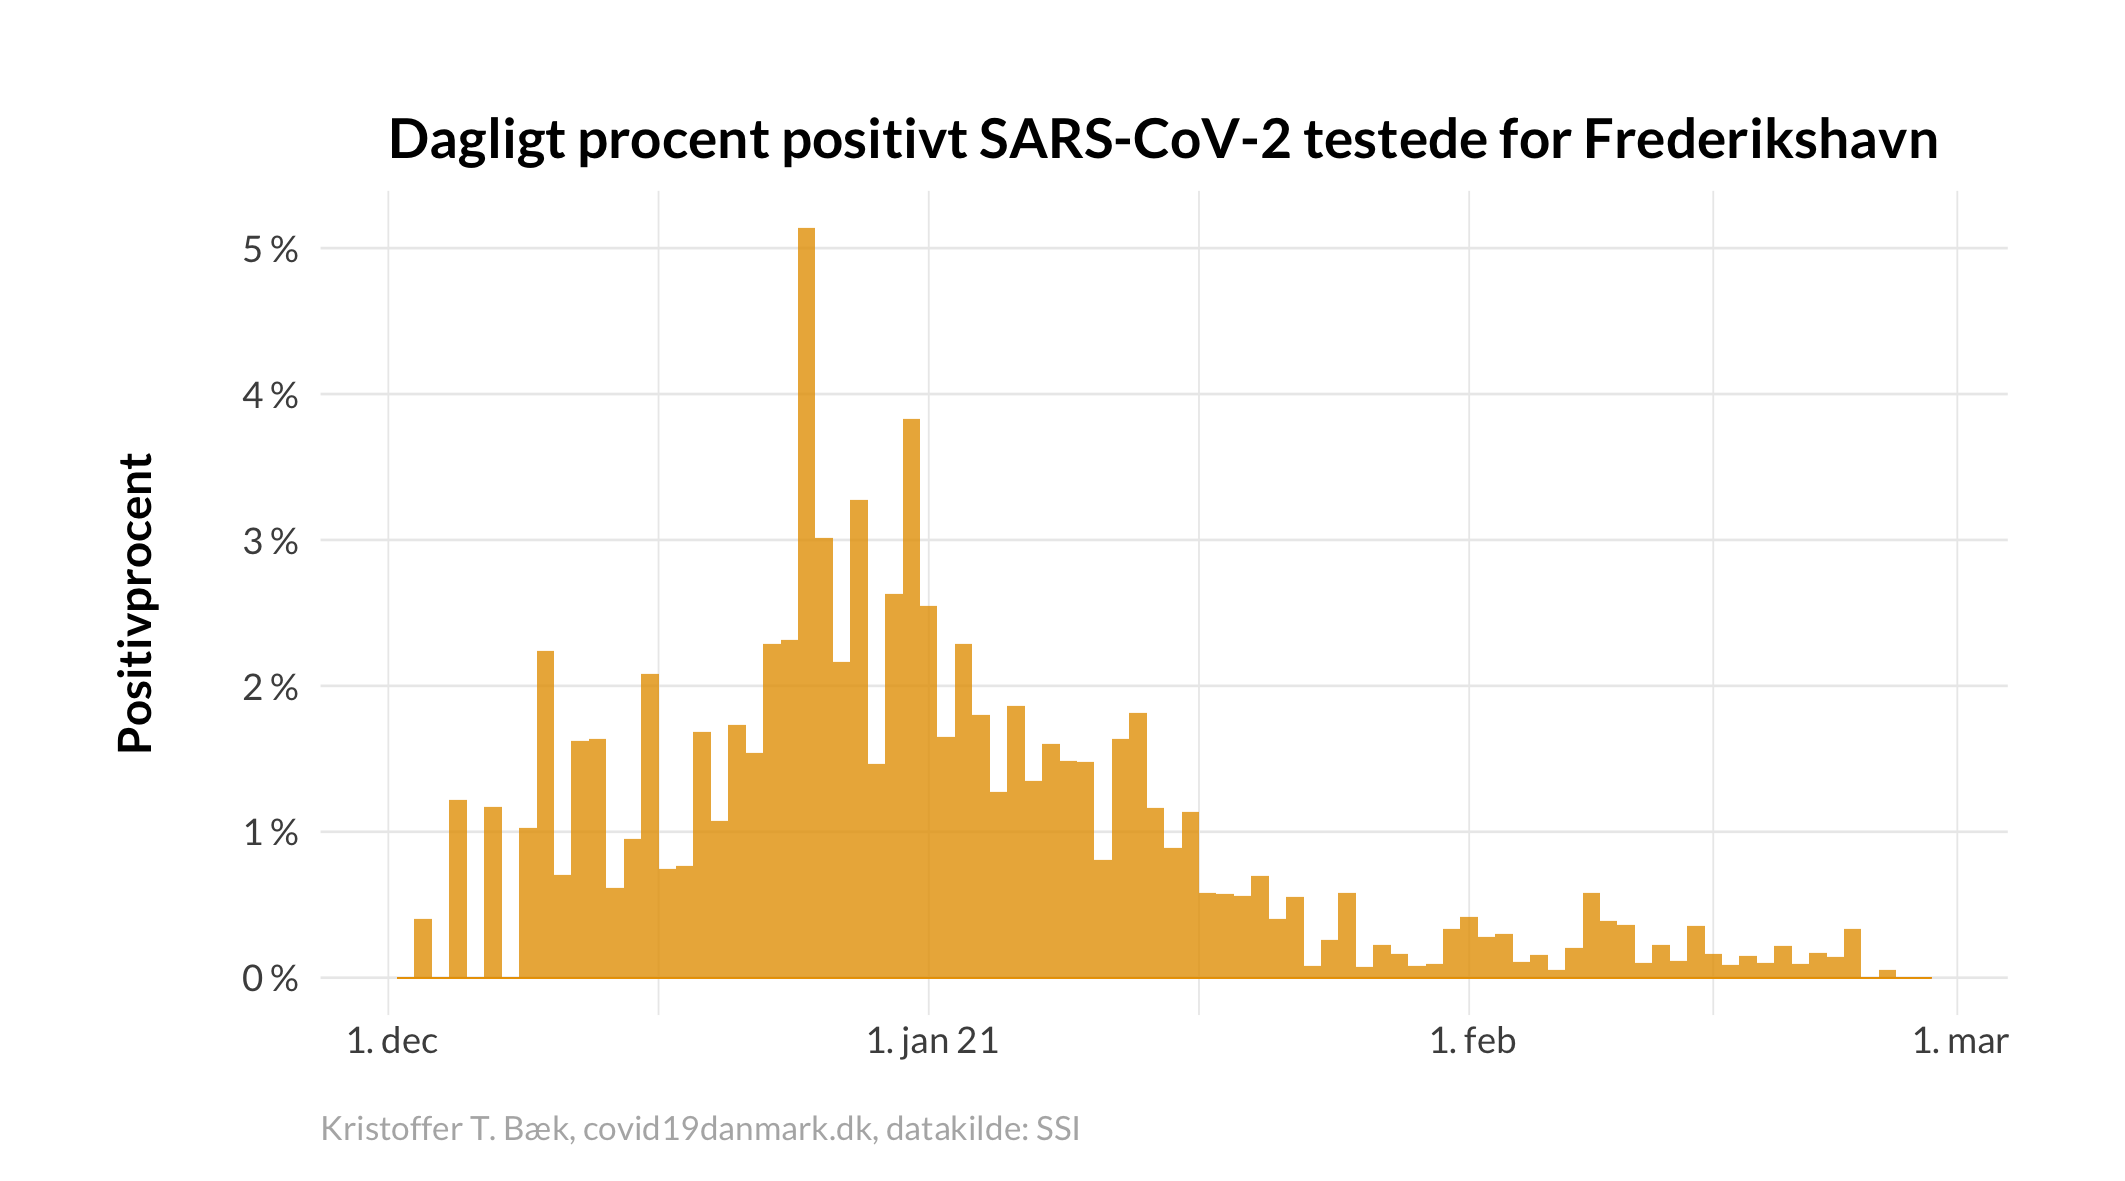 Dagligt procent positivt SARS-CoV-2 testede for Frederikshavn
Positivprocent
5 %
4 %
3 %
2 %
1 %
0 %
1. dec
1. jan 21
1. feb
1. mar
Kristoffer T. Bæk, covid19danmark.dk, datakilde: SSI